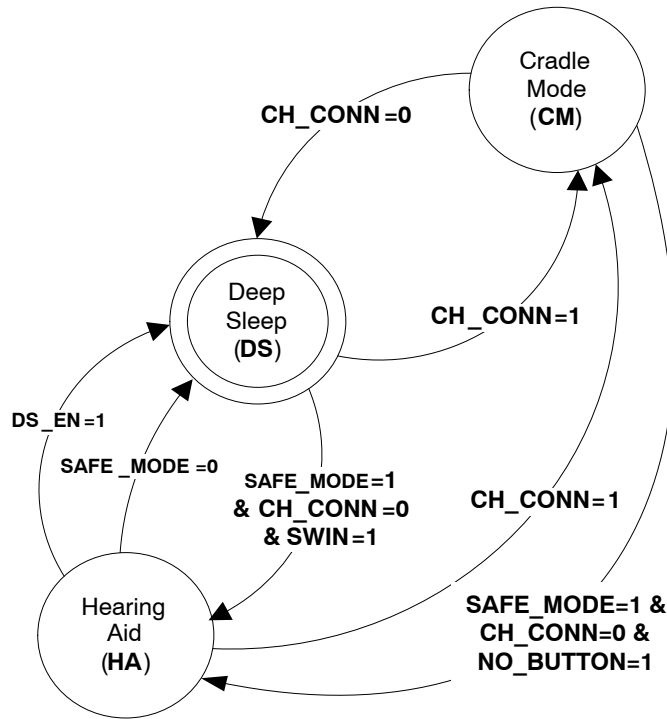 Cradle
Mode
(CM)
CH_CONN=0
Deep
Sleep
(DS)
CH_CONN=1
DS_EN=1
SAFE_MODE=0
SAFE_MODE=1
& CH_CONN=0
& SWIN=1
CH_CONN=1
Hearing
Aid
(HA)
SAFE_MODE=1 &
CH_CONN=0 &
NO_BUTTON=1